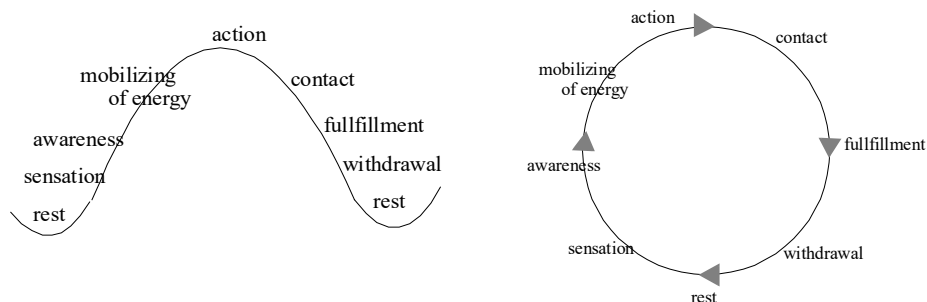 action
mobilizing
of energy
contact
awareness
fullfillment
sensation
withdrawal
rest
rest
action
contact
mobilizing
of energy
fullfillment
awareness
sensation
withdrawal
rest